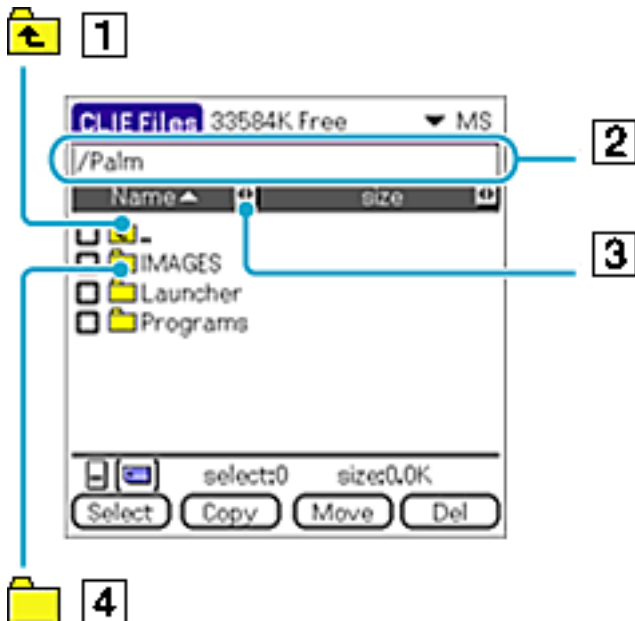 1
CLIE Files 33584K Free MS
2
/Palm
Name size
3
IMAGES
Launcher
Programs
select:0 size:0.0K
Select Copy Move Del
4